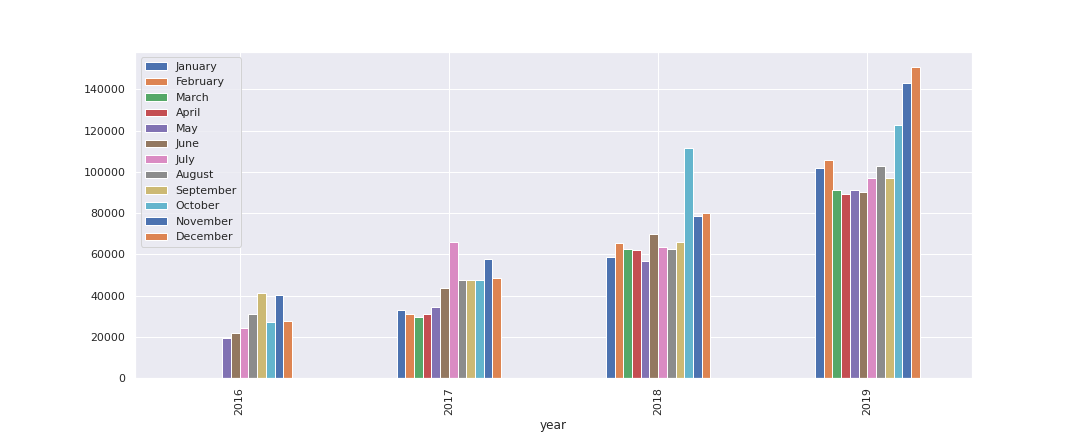 January
February
March
April
May
June
July
August
September
October
November
December
140000
120000
100000
80000
60000
40000
20000
0
2016
2017
2018
2019
year